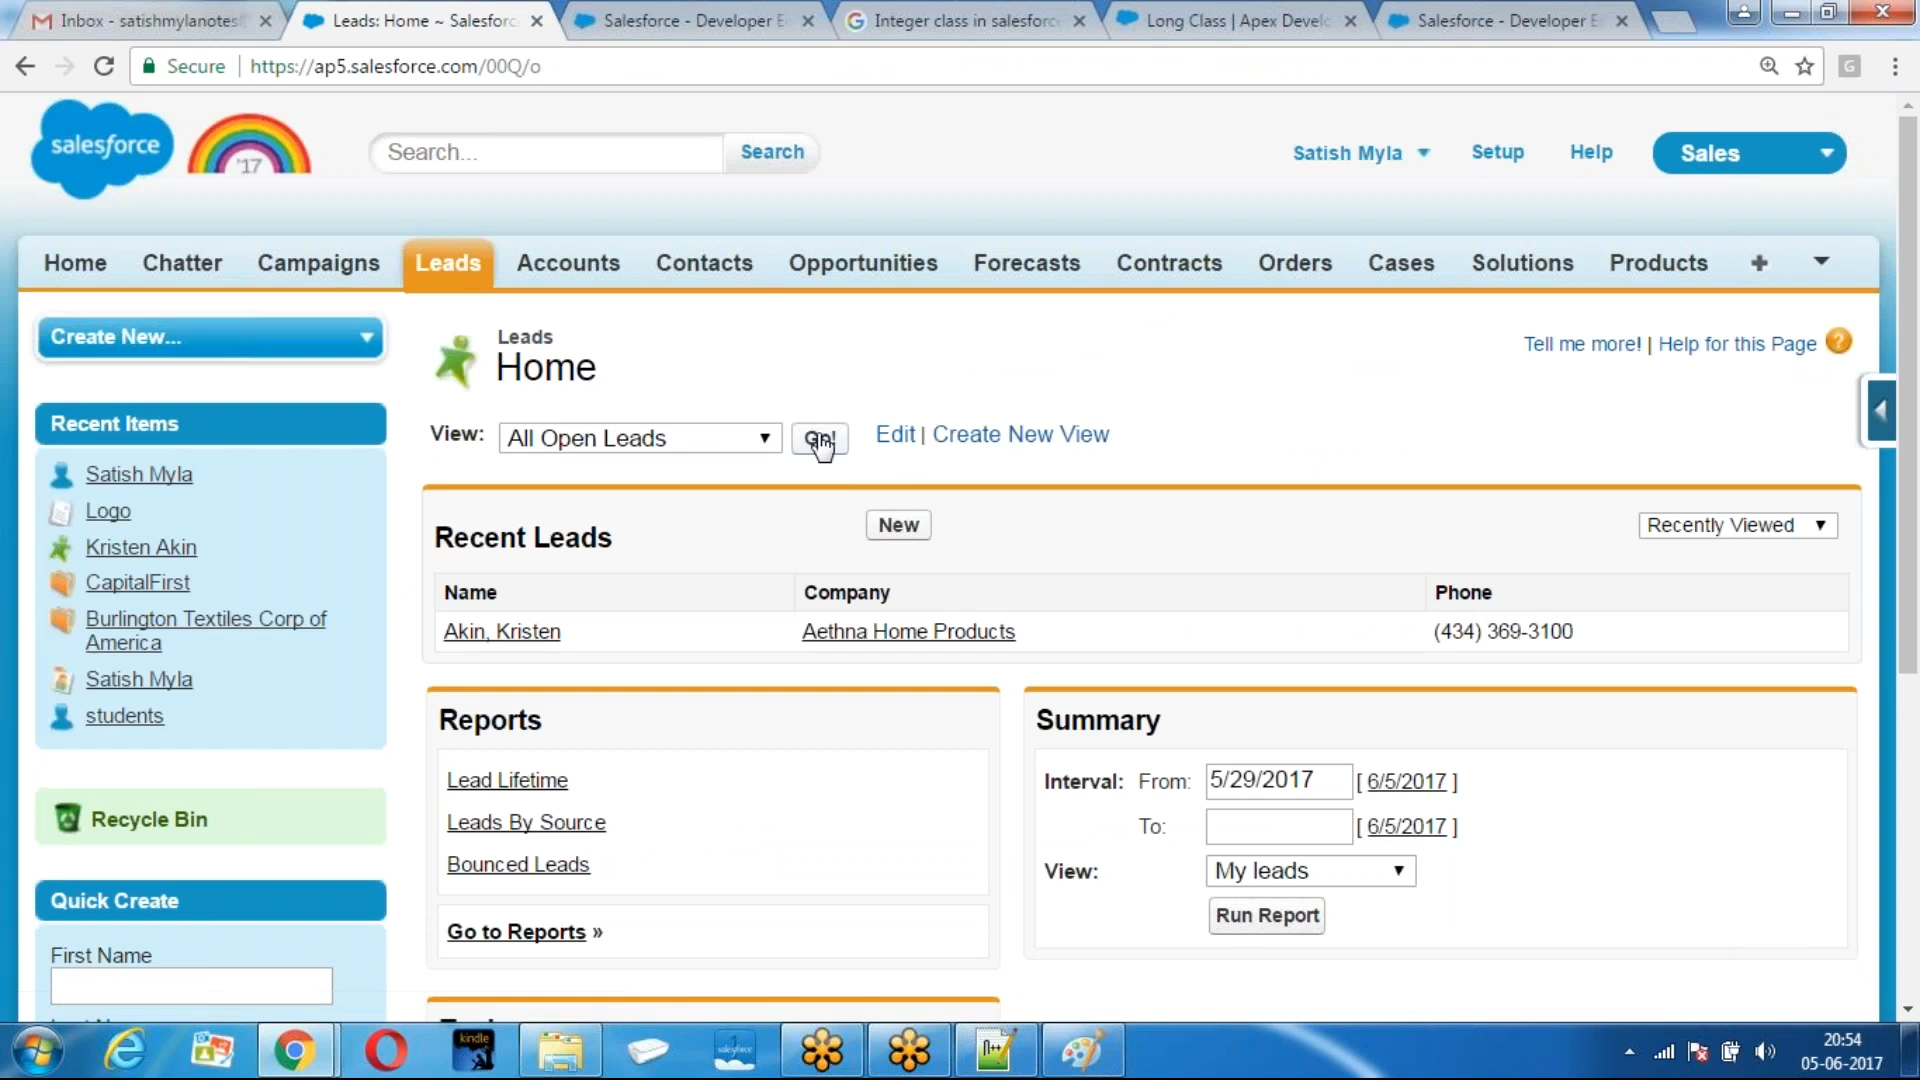 Inbox - satishmylanotes
Leads: Home ~ Salesforc
Salesforce - Developer E
Integer class in salesforc
Long Class | Apex Devel
Salesforce - Developer E
Secure | https://ap5.salesforce.com/00Q/o
salesforce
'17
Search...
Search
Satish Myla
Setup
Help
Sales
Home
Chatter
Campaigns
Leads
Accounts
Contacts
Opportunities
Forecasts
Contracts
Orders
Cases
Solutions
Products
+
Create New...
Leads
Home
Tell me more! | Help for this Page ?
View: All Open Leads
Go!
Edit | Create New View
Recent Items
Satish Myla
Logo
Kristen Akin
CapitalFirst
Burlington Textiles Corp of
America
Satish Myla
students
Recycle Bin
Quick Create
First Name
Recent Leads
New
Recently Viewed
Name Company Phone
Akin, Kristen Aethna Home Products (434) 369-3100
Reports
Lead Lifetime
Leads By Source
Bounced Leads
Go to Reports »
Summary
Interval: From: 5/29/2017 [ 6/5/2017 ]
To: [ 6/5/2017 ]
View: My leads
Run Report
kindle
salesforce
n++
20:54
05-06-2017